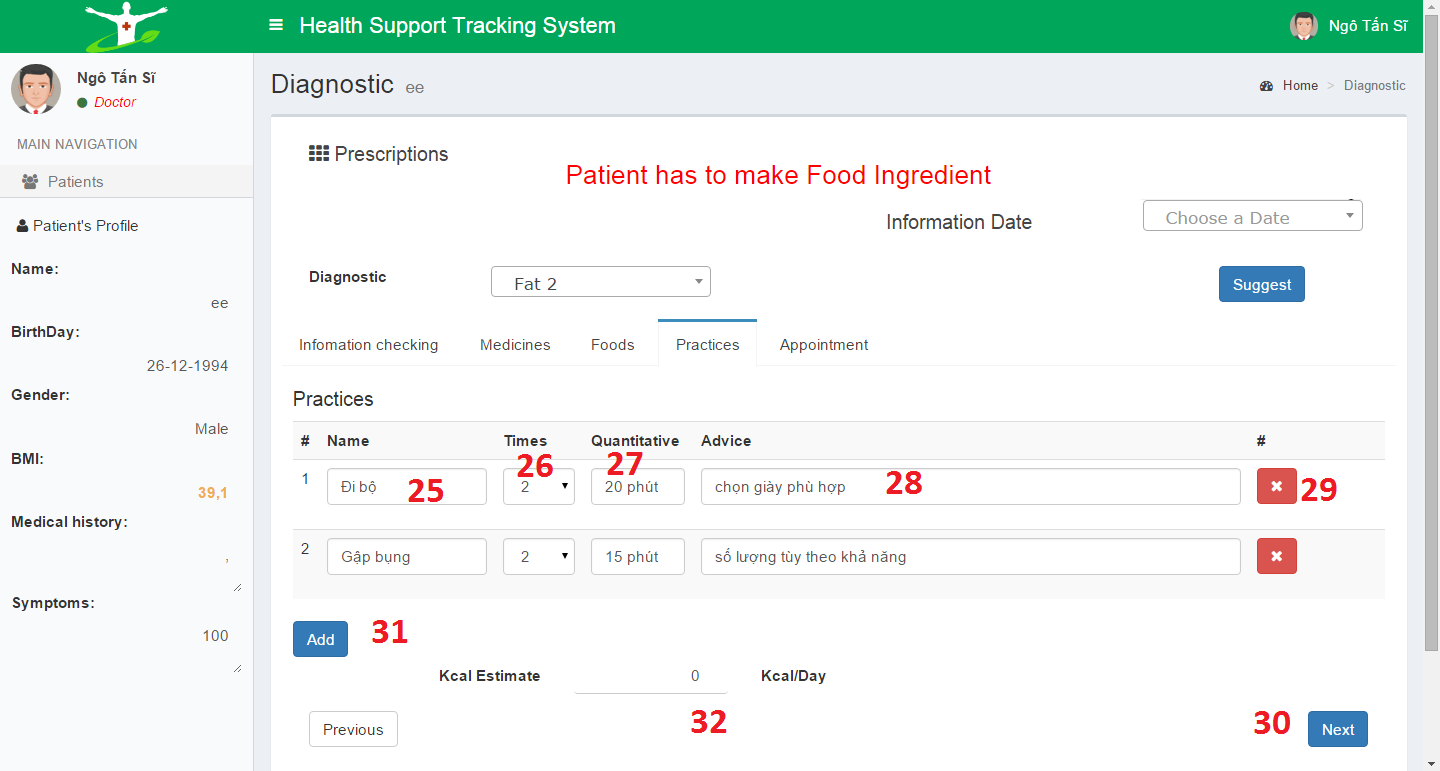 Health Support Tracking System
Ngô Tấn Sĩ
Ngô Tấn Sĩ
Doctor
MAIN NAVIGATION
Patients
Patient's Profile
Name:
ee
BirthDay:
26-12-1994
Gender:
Male
BMI:
39,1
Medical history:
,
Symptoms:
100
Diagnostic ee
Home > Diagnostic
Prescriptions
Patient has to make Food Ingredient
Information Date Choose a Date
Diagnostic Fat 2 Suggest
Infomation checking Medicines Foods Practices Appointment
Practices
# Name Times Quantitative Advice #
26 27
1 Đi bộ 25 2 20 phút chọn giày phù hợp 28 29
2 Gập bụng 2 15 phút số lượng tùy theo khả năng
Add 31
Kcal Estimate 0 Kcal/Day
32
Previous 30 Next